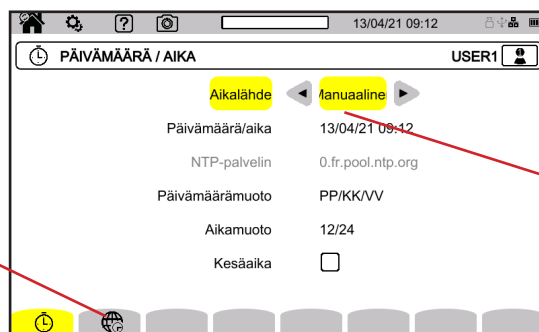 13/04/21 09:12
PÄIVÄMÄÄRÄ / AIKA USER1
Aikalähde Manuaaline
Päivämäärä/aika 13/04/21 09:12
NTP-palvelin 0.fr.pool.ntp.org
Päivämäärämuoto PP/KK/VV
Aikamuoto 12/24
Kesäaika